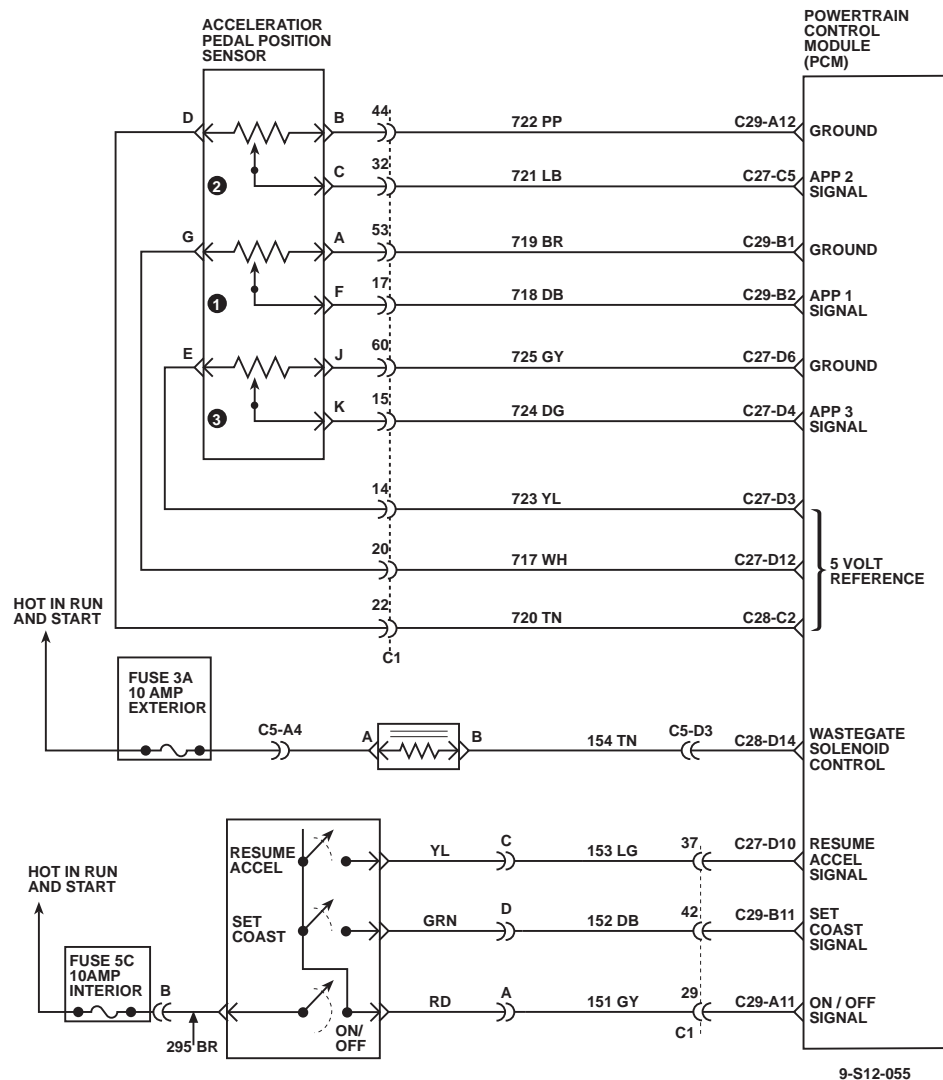 ACCELERATIOR
PEDAL POSITION
SENSOR
POWERTRAIN
CONTROL
MODULE
(PCM)
D
B
44
722 PP
C29-A12
GROUND
2
C
32
721 LB
C27-C5
APP 2
SIGNAL
G
A
53
719 BR
C29-B1
GROUND
1
F
17
718 DB
C29-B2
APP 1
SIGNAL
E
J
60
725 GY
C27-D6
GROUND
3
K
15
724 DG
C27-D4
APP 3
SIGNAL
14
723 YL
C27-D3
20
717 WH
C27-D12
5 VOLT
REFERENCE
22
720 TN
C28-C2
C1
HOT IN RUN
AND START
FUSE 3A
10 AMP
EXTERIOR
C5-A4
A
B
154 TN
C5-D3
C28-D14
WASTEGATE
SOLENOID
CONTROL
RESUME
ACCEL
YL
C
153 LG
37
C27-D10
RESUME
ACCEL
SIGNAL
HOT IN RUN
AND START
SET
COAST
GRN
D
152 DB
42
C29-B11
SET
COAST
SIGNAL
FUSE 5C
10AMP
INTERIOR
B
295 BR
ON/
OFF
RD
A
151 GY
29
C1
C29-A11
ON / OFF
SIGNAL
9-S12-055